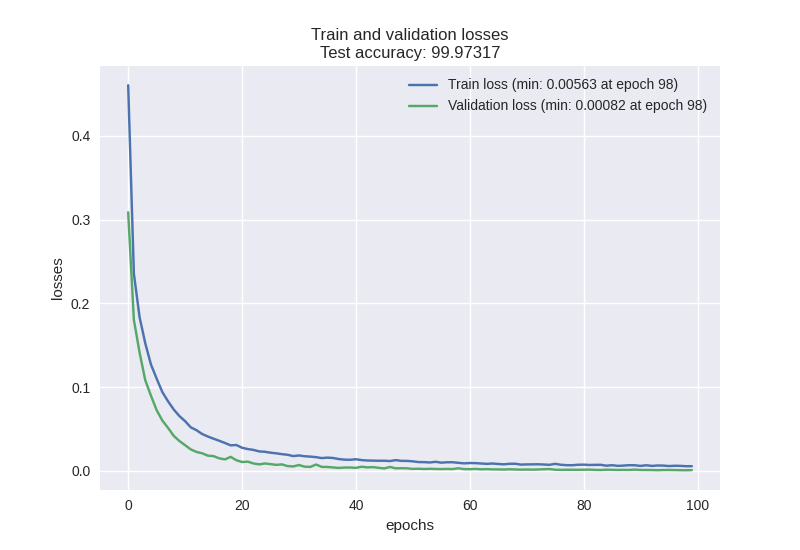 Train and validation losses
Test accuracy: 99.97317
Train loss (min: 0.00563 at epoch 98)
Validation loss (min: 0.00082 at epoch 98)
0.4
0.3
0.2
0.1
0.0
losses
0 20 40 60 80 100
epochs